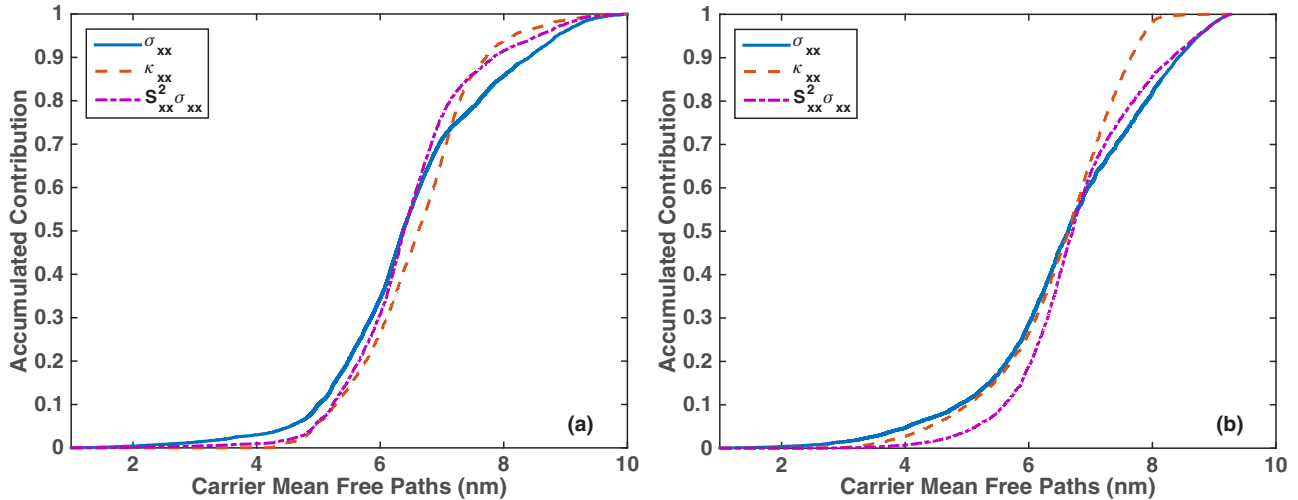 1
0.9
0.8
0.7
0.6
0.5
0.4
0.3
0.2
0.1
0
Accumulated Contribution
σxx
κxx
S²xxσxx
(a)
2 4 6 8 10
Carrier Mean Free Paths (nm)
1
0.9
0.8
0.7
0.6
0.5
0.4
0.3
0.2
0.1
0
Accumulated Contribution
σxx
κxx
S²xxσxx
(b)
2 4 6 8 10
Carrier Mean Free Paths (nm)